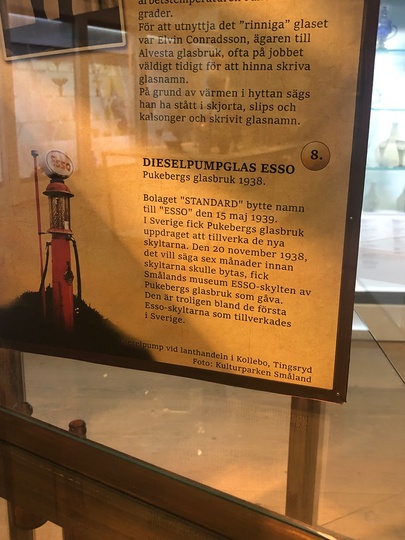 grader.
För att utnyttja det "rinniga" glaset
var Elvin Conradsson, ägaren till
Alvesta glasbruk, ofta på jobbet
väldigt tidigt för att hinna skriva
glasnamn.
På grund av värmen i hyttan sägs
han ha stått i skjorta, slips och
kalsonger och skrivit glasnamn.
8.
DIESELPUMPGLAS ESSO
Pukebergs glasbruk 1938.
Bolaget "STANDARD" bytte namn
till "ESSO" den 15 maj 1939.
I Sverige fick Pukebergs glasbruk
uppdraget att tillverka de nya
skyltarna. Den 20 november 1938,
det vill säga sex månader innan
skyltarna skulle bytas, fick
Smålands museum ESSO-skylten av
Pukebergs glasbruk som gåva.
Den är troligen bland de första
Esso-skyltarna som tillverkades
i Sverige.
Esso
vid lanthandeln i Kollebo, Tingsryd
Foto: Kulturparken Småland